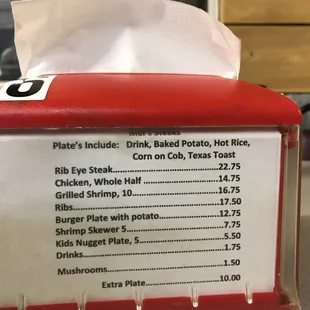 Mel's Steaks
Plate's Include: Drink, Baked Potato, Hot Rice,
Corn on Cob, Texas Toast
Rib Eye Steak.....................................22.75
Chicken, Whole Half ..........................14.75
Grilled Shrimp, 10..............................16.75
Ribs...................................................17.50
Burger Plate with potato....................12.75
Shrimp Skewer 5.................................7.75
Kids Nugget Plate, 5............................5.50
Drinks.................................................1.75
Mushrooms........................................1.50
Extra Plate..........................10.00